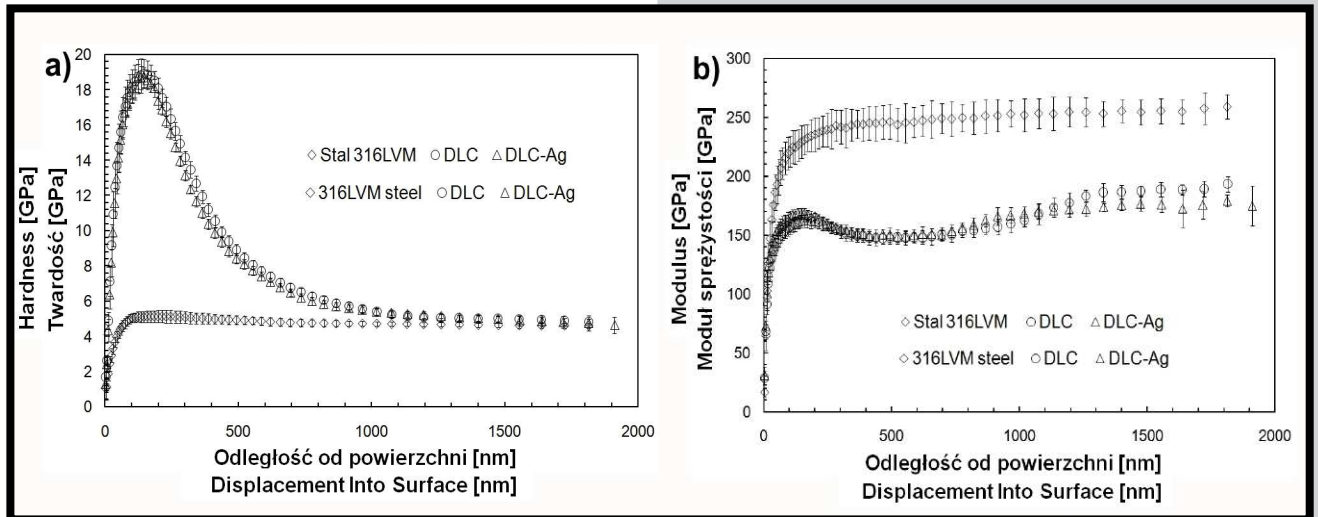 a)
20
18
16
14
12
10
8
6
4
2
0
Hardness [GPa]
Twardość [GPa]
Stal 316LVM DLC DLC-Ag
316LVM steel DLC DLC-Ag
0 500 1000 1500 2000
Odległość od powierzchni [nm]
Displacement Into Surface [nm]
b)
300
250
200
150
100
50
0
Modulus [GPa]
Moduł sprężystości [GPa]
Stal 316LVM DLC DLC-Ag
316LVM steel DLC DLC-Ag
0 500 1000 1500 2000
Odległość od powierzchni [nm]
Displacement Into Surface [nm]